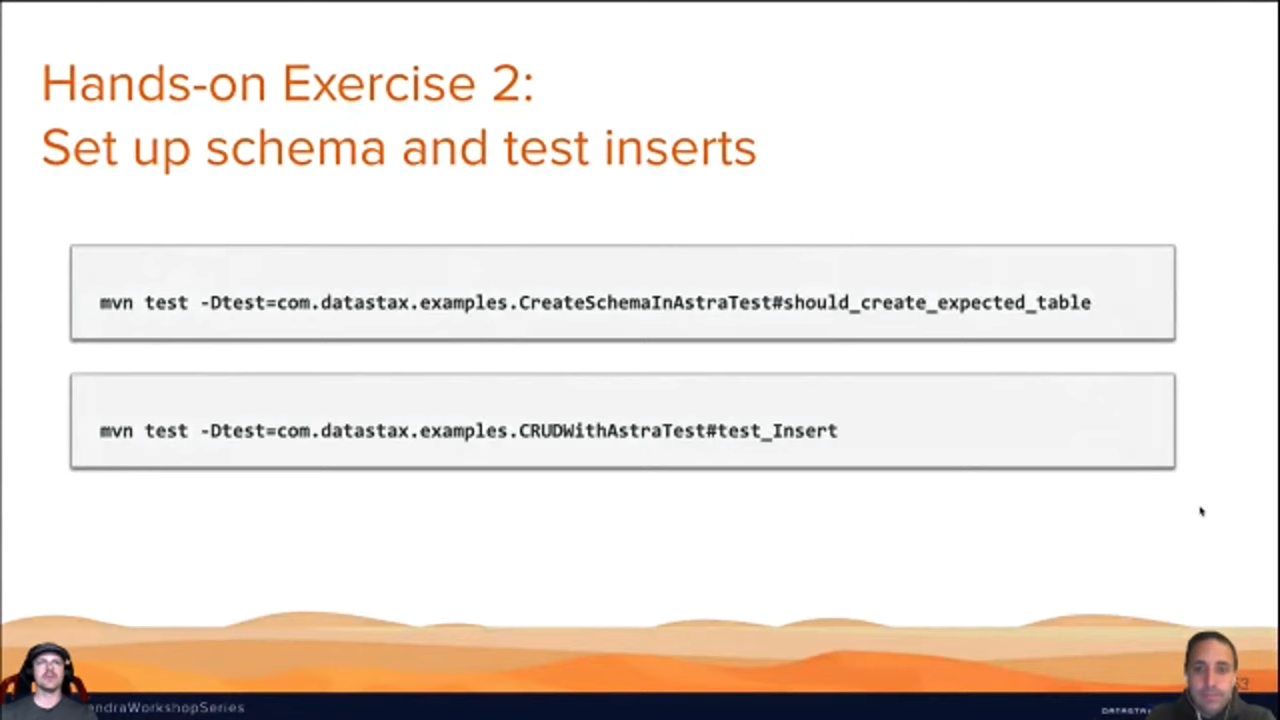 Hands-on Exercise 2:
Set up schema and test inserts
mvn test -Dtest=com.datastax.examples.CreateSchemaInAstraTest#should_create_expected_table
mvn test -Dtest=com.datastax.examples.CRUDWithAstraTest#test_Insert